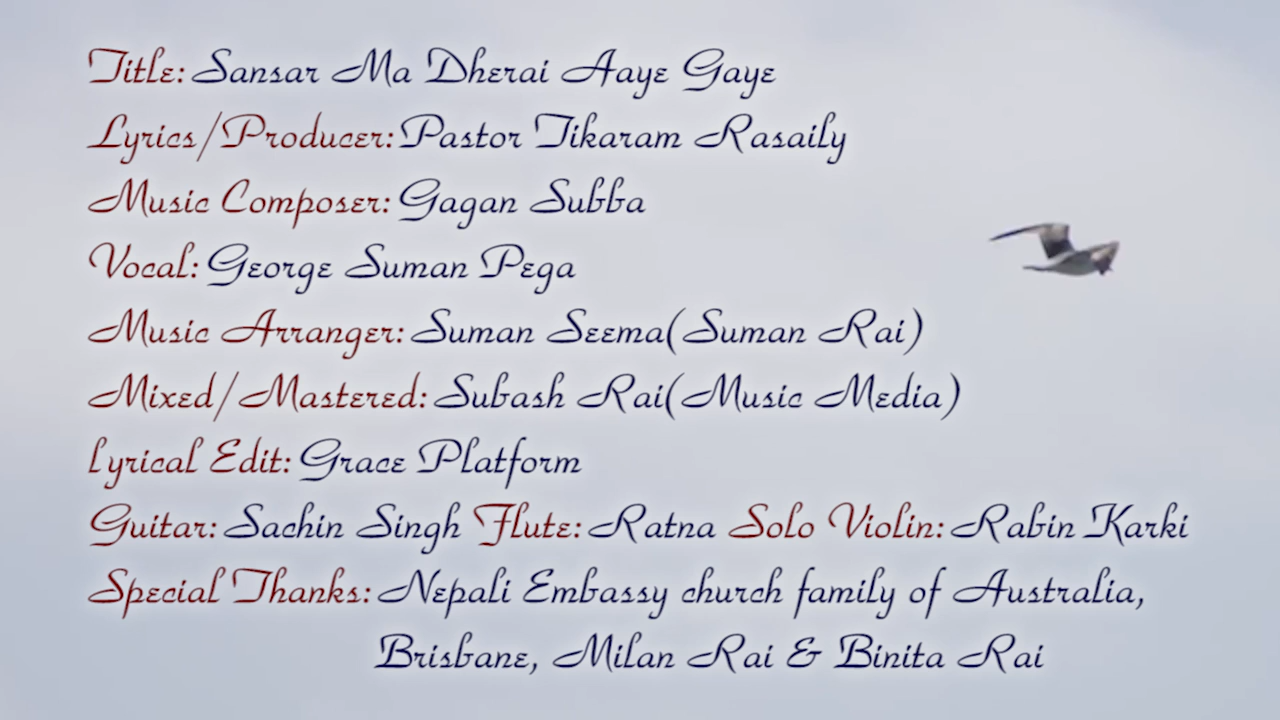 Title: Sansar Ma Dherai Aaye Gaye
Lyrics/Producer: Pastor Tikaram Rasaily
Music Composer: Gagan Subba
Vocal: George Suman Pega
Music Arranger: Suman Seema(Suman Rai)
Mixed/Mastered: Subash Rai(Music Media)
lyrical Edit: Grace Platform
Guitar: Sachin Singh Flute: Ratna Solo Violin: Rabin Karki
Special Thanks: Nepali Embassy church family of Australia,
Brisbane, Milan Rai & Binita Rai